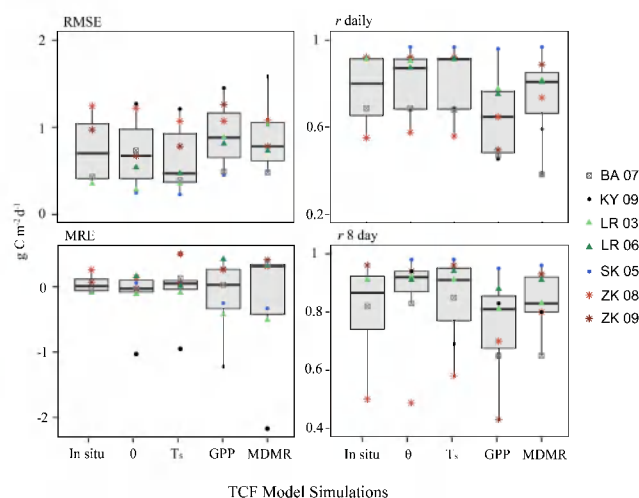 RMSE
r daily
2
1
0
1
0.6
0.2
g C m-2 d-1
MRE
r 8 day
0
-1
-2
1
0.8
0.6
0.4
In situ θ Ts GPP MDMR
In situ θ Ts GPP MDMR
TCF Model Simulations
BA 07
KY 09
LR 03
LR 06
SK 05
ZK 08
ZK 09